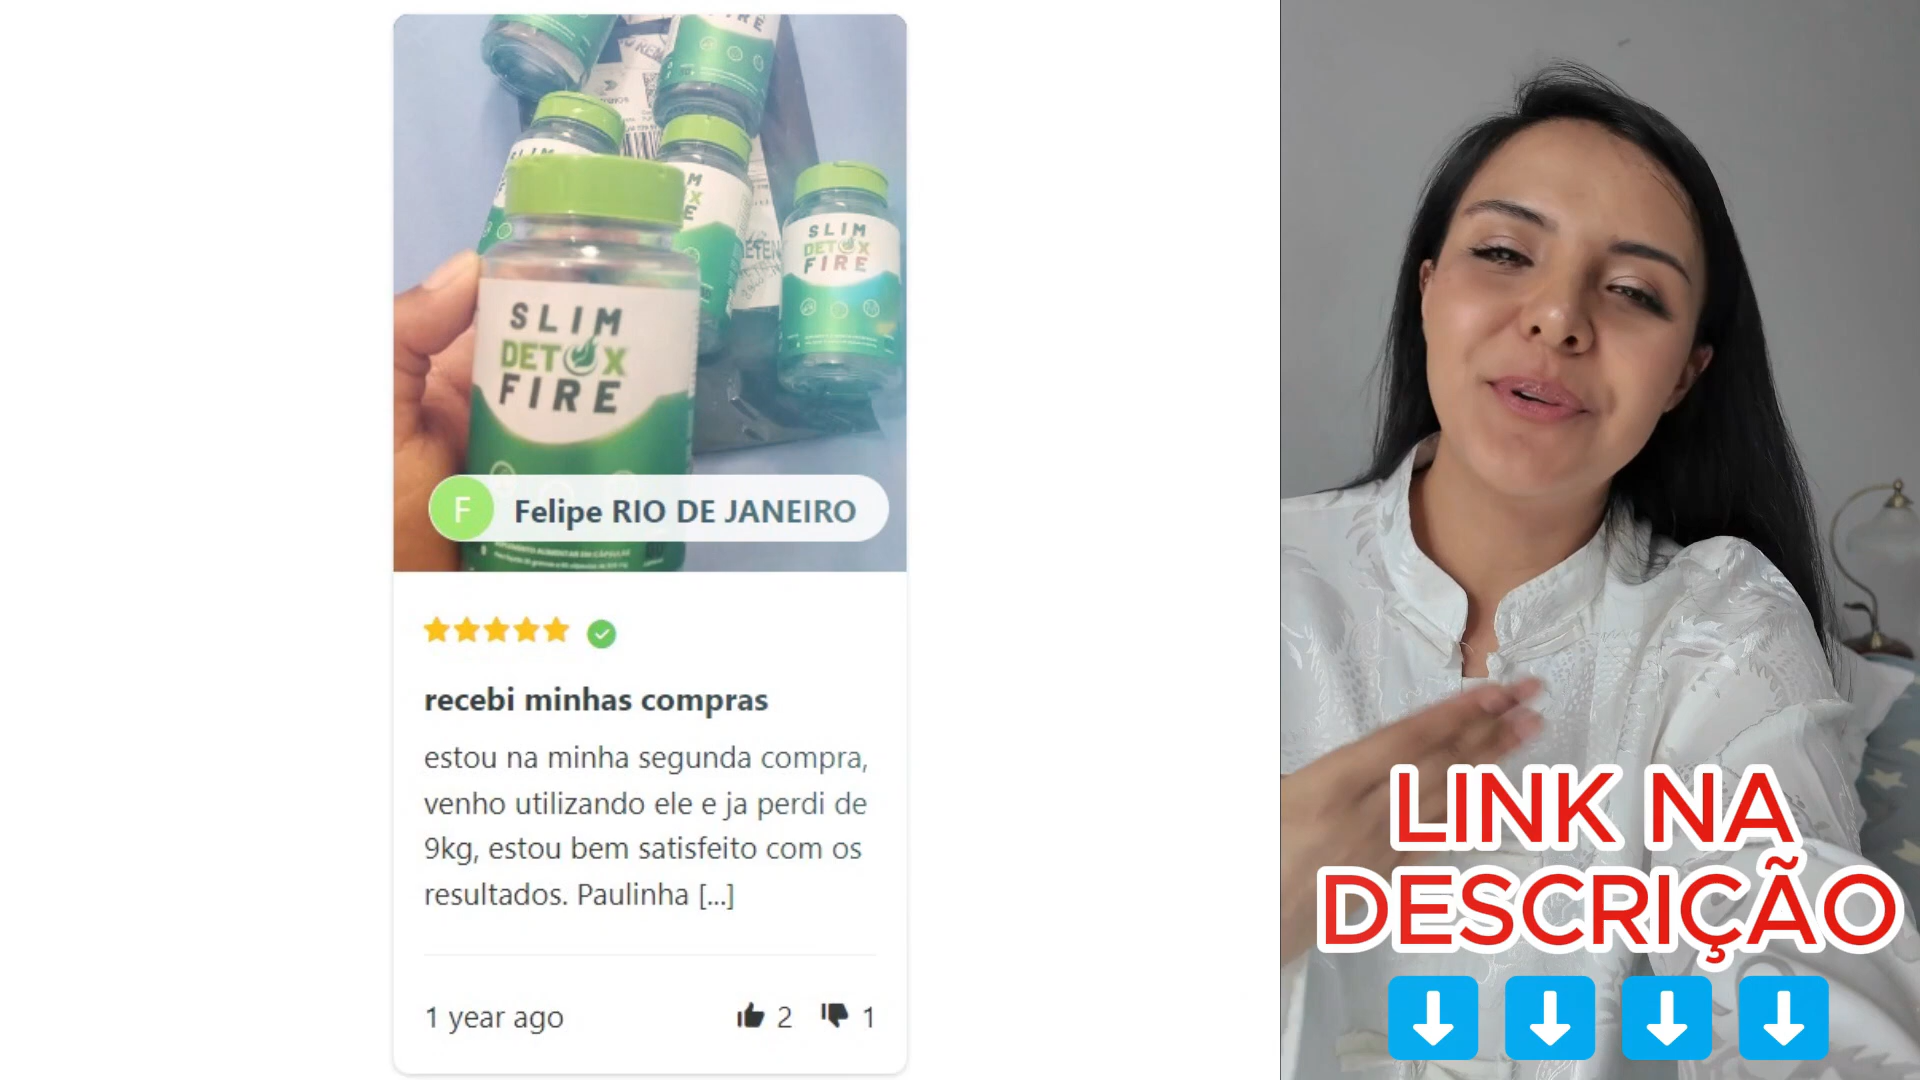 SLIM
DETOX
FIRE
SLIM
DETOX
FIRE
F
Felipe RIO DE JANEIRO
recebi minhas compras
estou na minha segunda compra,
venho utilizando ele e ja perdi de
9kg, estou bem satisfeito com os
resultados. Paulinha [...]
1 year ago
2
1
LINK NA
DESCRIÇÃO